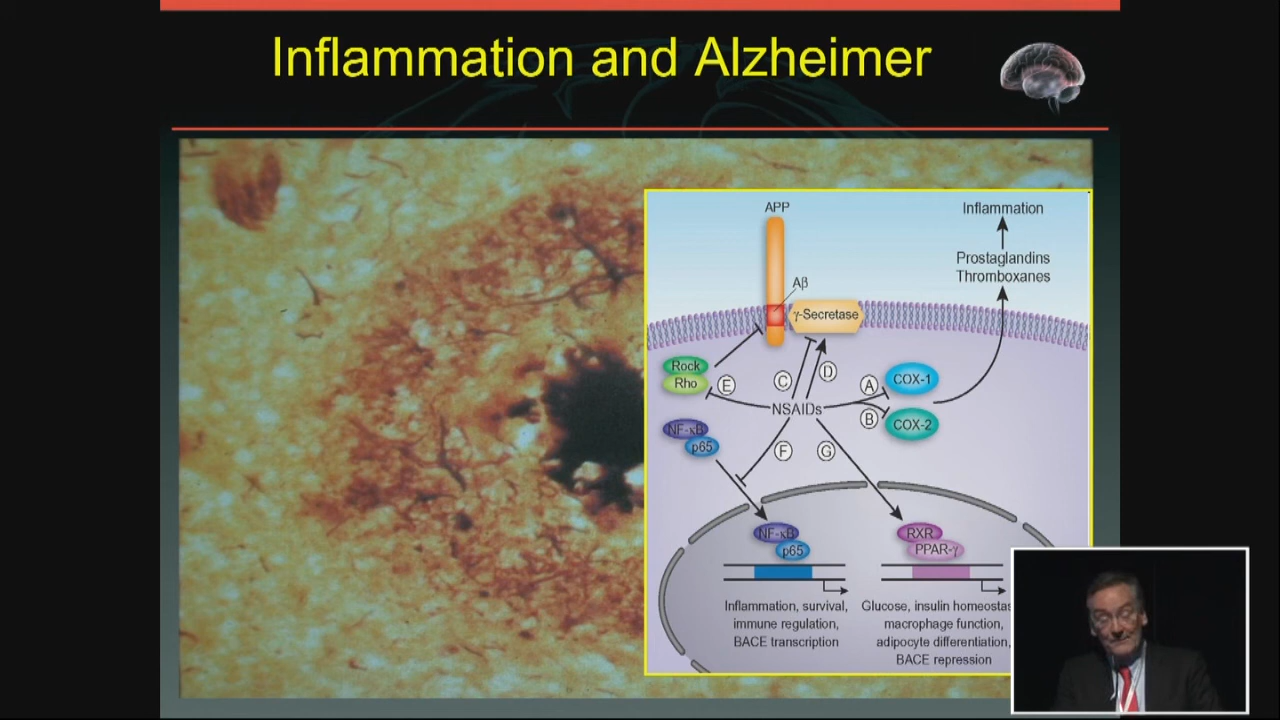 Inflammation and Alzheimer
APP
Inflammation
Prostaglandins
Thromboxanes
Aβ
γ-Secretase
Rock
Rho
E
C
D
A
COX-1
NSAIDs
B
COX-2
NF-κB
p65
F
G
NF-κB
p65
RXR
PPAR-γ
Inflammation, survival,
immune regulation,
BACE transcription
Glucose, insulin homeostas
macrophage function,
adipocyte differentiation,
BACE repression